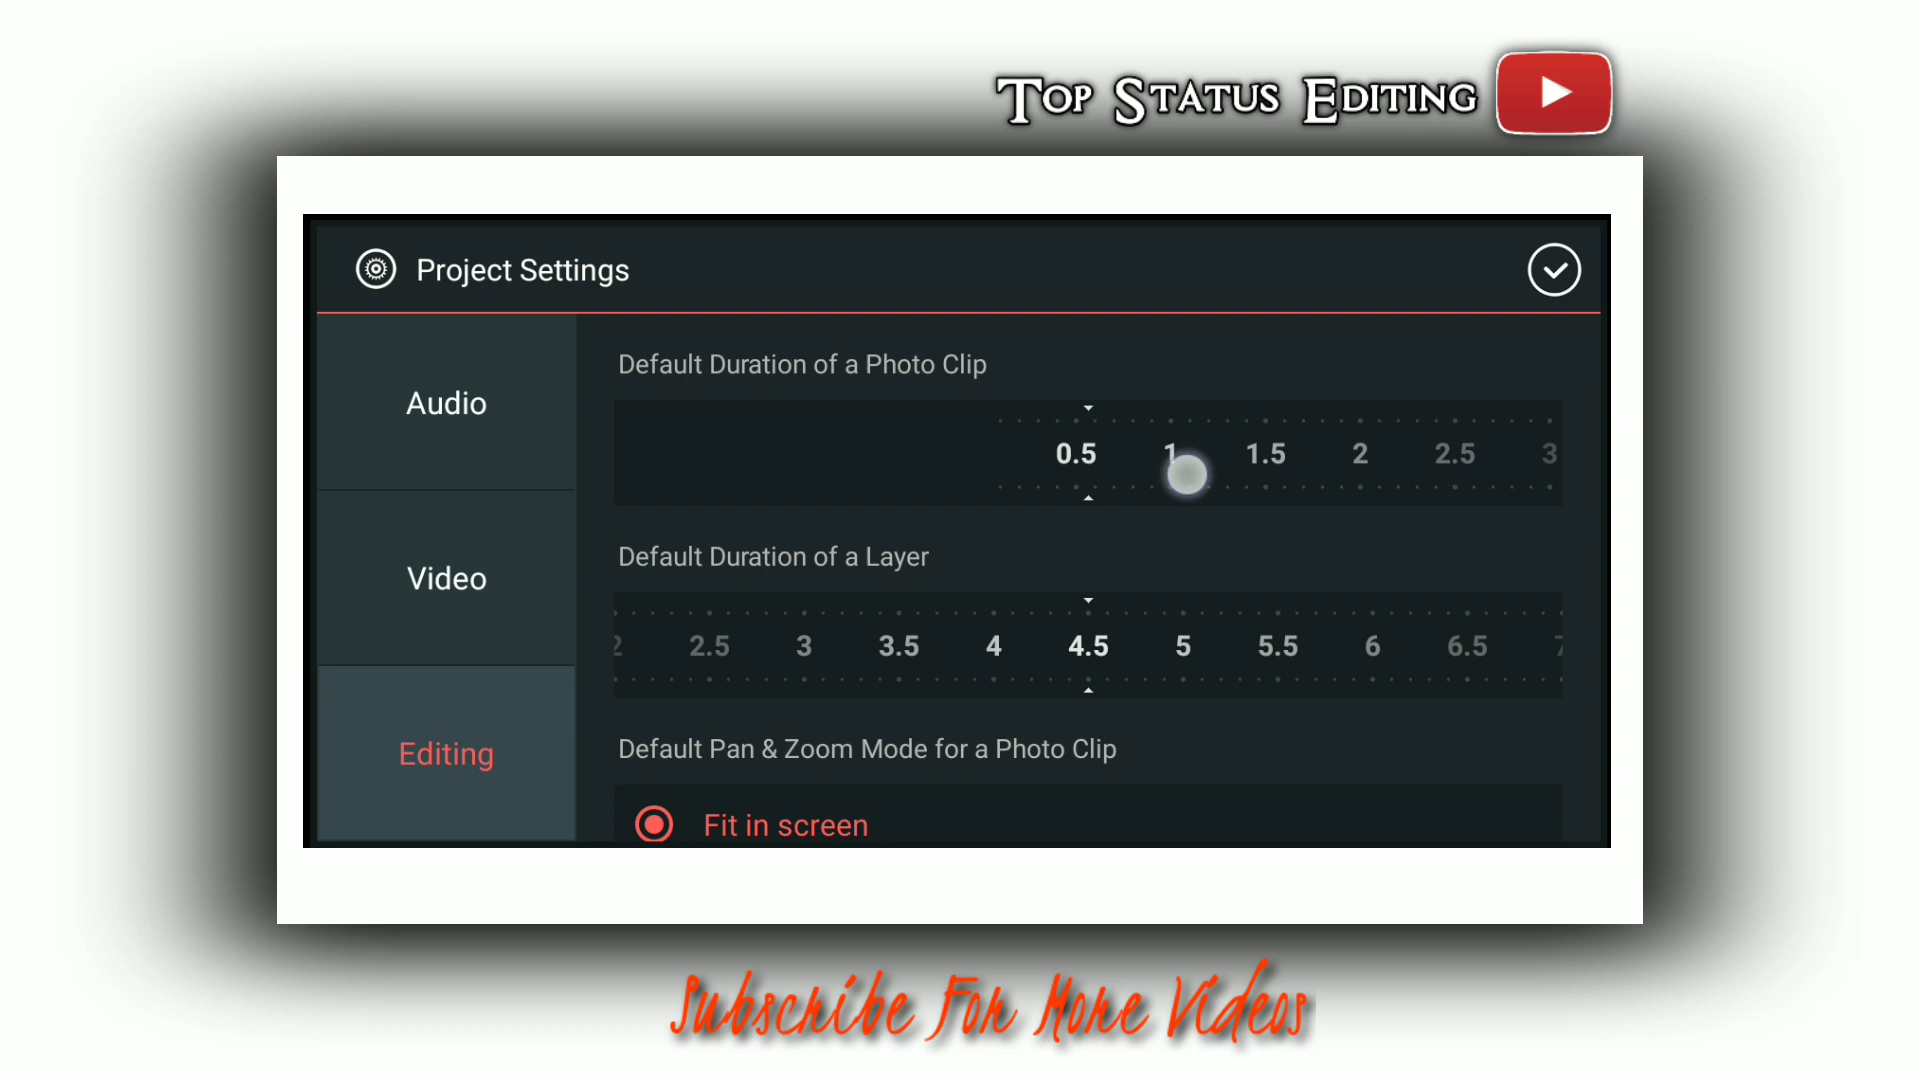 Top Status Editing
Project Settings
Audio
Video
Editing
Default Duration of a Photo Clip
0.5 1 1.5 2 2.5 3
Default Duration of a Layer
2 2.5 3 3.5 4 4.5 5 5.5 6 6.5 7
Default Pan & Zoom Mode for a Photo Clip
Fit in screen
Subscribe For More Videos